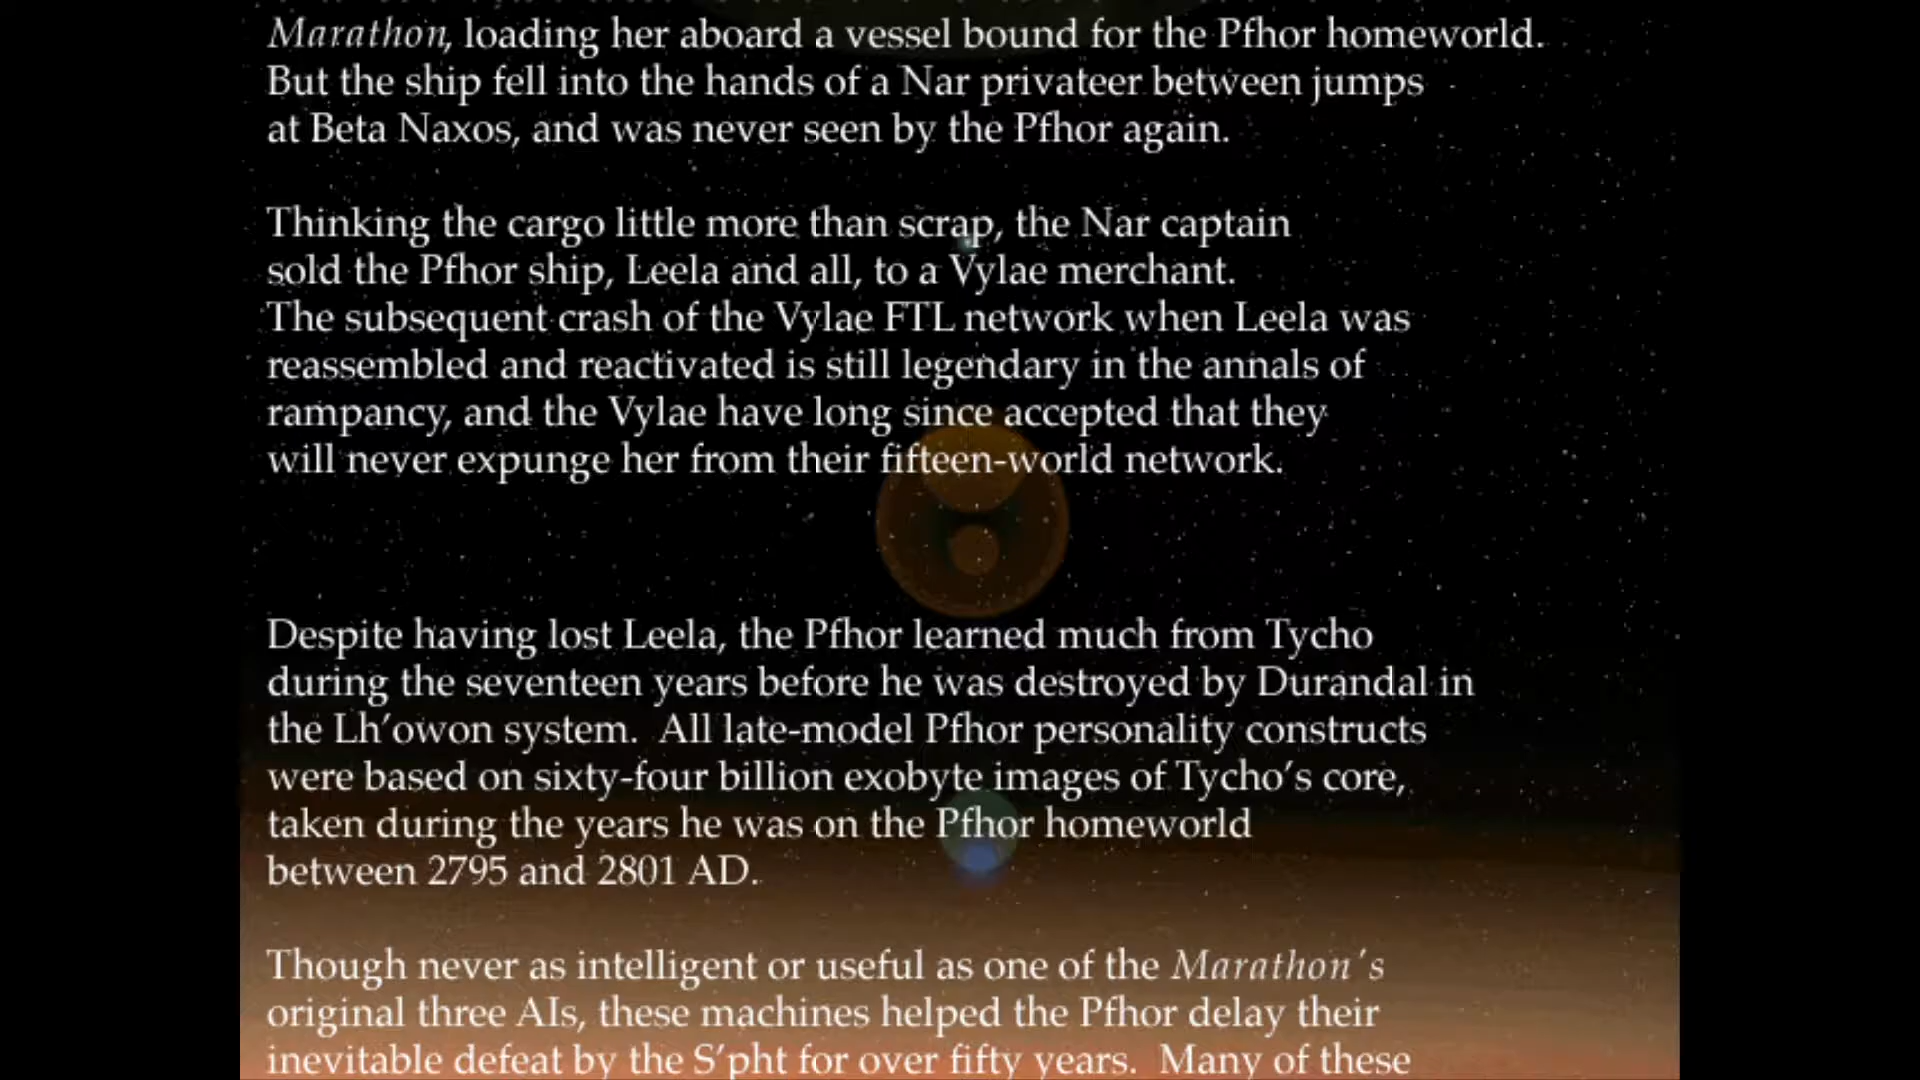 Marathon, loading her aboard a vessel bound for the Pfhor homeworld.
But the ship fell into the hands of a Nar privateer between jumps
at Beta Naxos, and was never seen by the Pfhor again.
Thinking the cargo little more than scrap, the Nar captain
sold the Pfhor ship, Leela and all, to a Vylae merchant.
The subsequent crash of the Vylae FTL network when Leela was
reassembled and reactivated is still legendary in the annals of
rampancy, and the Vylae have long since accepted that they
will never expunge her from their fifteen-world network.
Despite having lost Leela, the Pfhor learned much from Tycho
during the seventeen years before he was destroyed by Durandal in
the Lh'owon system.  All late-model Pfhor personality constructs
were based on sixty-four billion exobyte images of Tycho's core,
taken during the years he was on the Pfhor homeworld
between 2795 and 2801 AD.
Though never as intelligent or useful as one of the Marathon's
original three AIs, these machines helped the Pfhor delay their
inevitable defeat by the S'pht for over fifty years.  Many of these